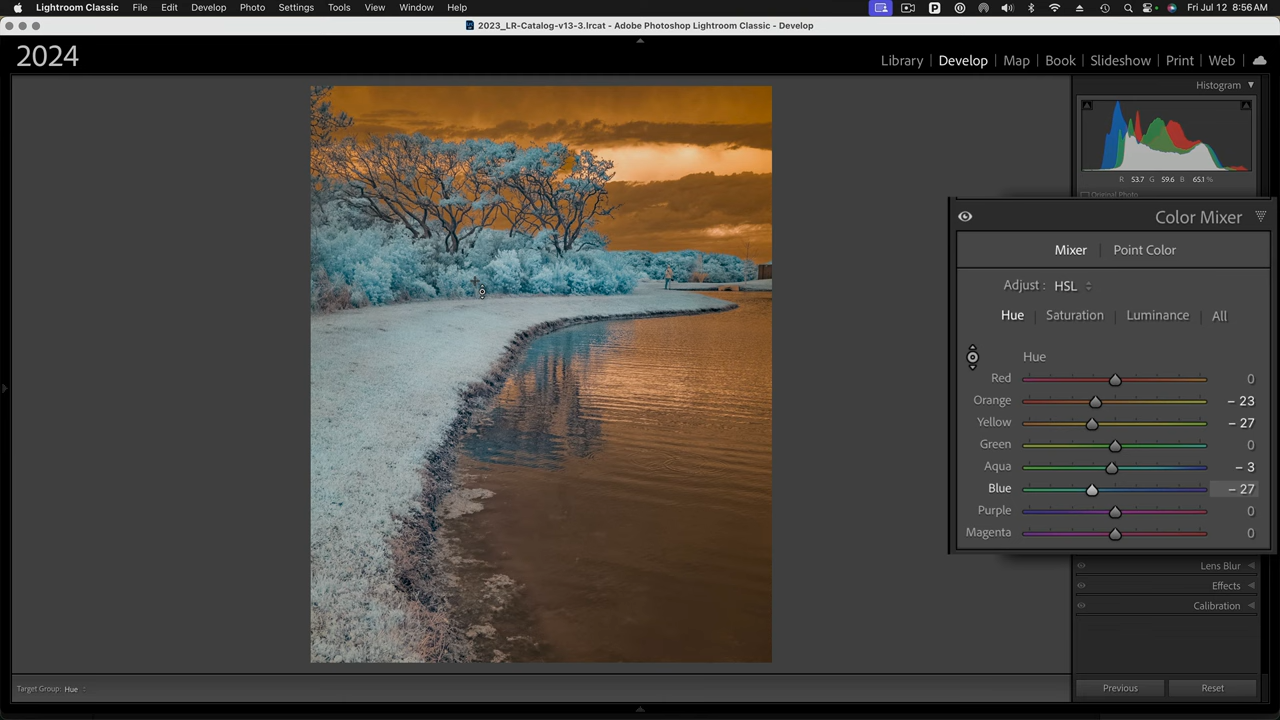 Lightroom Classic File Edit Develop Photo Settings Tools View Window Help Fri Jul 12 8:56 AM
2023_LR-Catalog-v13-3.lrcat - Adobe Photoshop Lightroom Classic - Develop
2024
Library | Develop | Map | Book | Slideshow | Print | Web
Histogram
R 53.7 G 59.6 B 65.1 %
Original Photo
Color Mixer
Mixer | Point Color
Adjust : HSL
Hue | Saturation | Luminance | All
Hue
Red 0
Orange - 23
Yellow - 27
Green 0
Aqua - 3
Blue - 27
Purple 0
Magenta 0
Lens Blur
Effects
Calibration
Target Group: Hue
Previous Reset